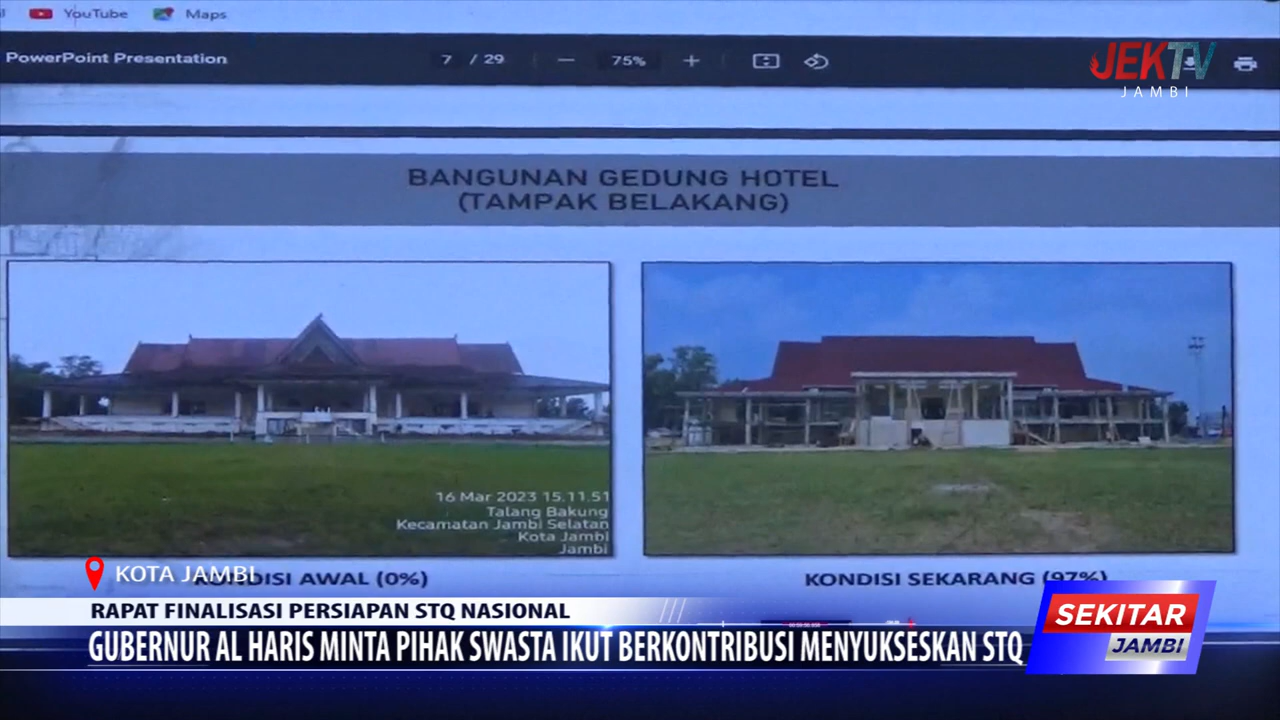 YouTube
Maps
PowerPoint Presentation
7 / 29
75%
JEKTV
JAMBI
BANGUNAN GEDUNG HOTEL
(TAMPAK BELAKANG)
16 Mar 2023 15.11.51
Talang Bakung
Kecamatan Jambi Selatan
Kota Jambi
Jambi
KONDISI AWAL (0%)
KONDISI SEKARANG (97%)
KOTA JAMBI
RAPAT FINALISASI PERSIAPAN STQ NASIONAL
GUBERNUR AL HARIS MINTA PIHAK SWASTA IKUT BERKONTRIBUSI MENYUKSESKAN STQ
SEKITAR
JAMBI